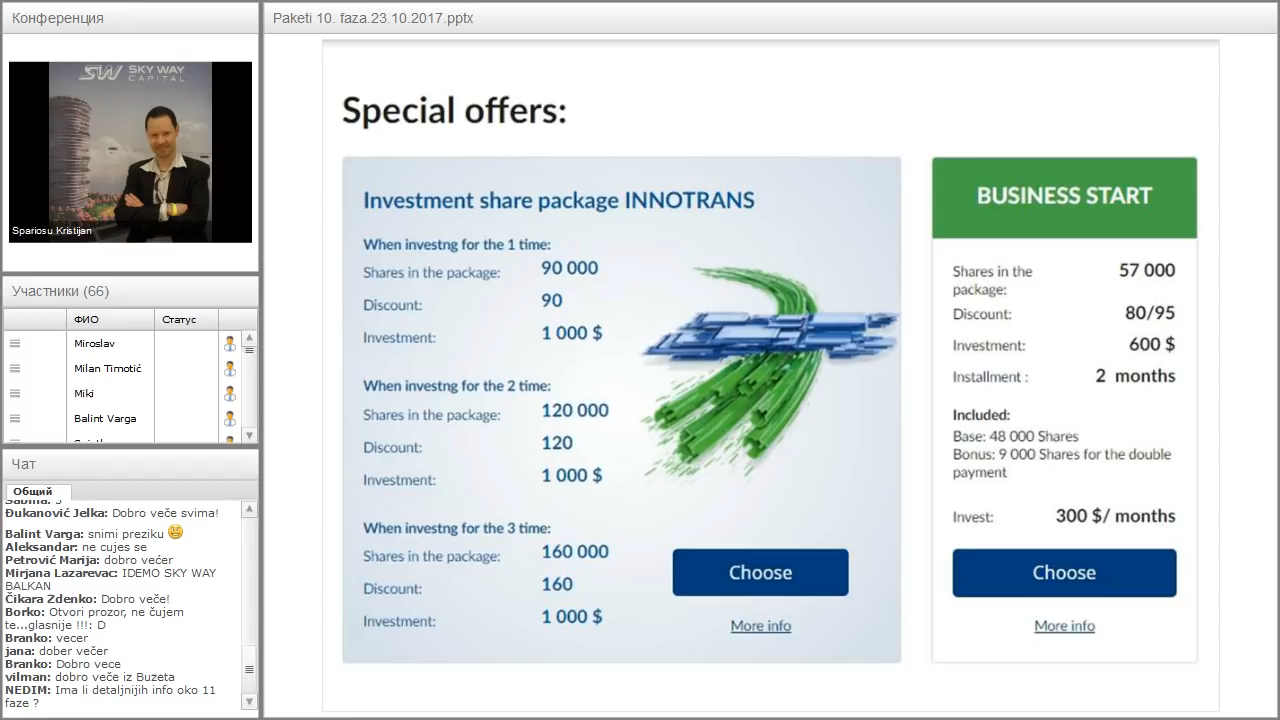 Конференция
SW SKY WAY
CAPITAL
Spariosu Kristijan
Участники (66)
ФИО Статус
Miroslav
Milan Timotić
Miki
Balint Varga
Чат
Общий
Đukanović Jelka: Dobro veče svima!
Balint Varga: snimi preziku
Aleksandar: ne cujes se
Petrović Marija: dobro većer
Mirjana Lazarevac: IDEMO SKY WAY
BALKAN
Čikara Zdenko: Dobro veče!
Borko: Otvori prozor, ne čujem
te...glasnije !!!: D
Branko: vecer
jana: dober večer
Branko: Dobro vece
vilman: dobro veče iz Buzeta
NEDIM: Ima li detaljnijih info oko 11
faze ?
Paketi 10. faza.23.10.2017.pptx
Special offers:
Investment share package INNOTRANS
When investng for the 1 time:
Shares in the package: 90 000
Discount: 90
Investment: 1 000 $
When investng for the 2 time:
Shares in the package: 120 000
Discount: 120
Investment: 1 000 $
When investng for the 3 time:
Shares in the package: 160 000
Discount: 160
Investment: 1 000 $
Choose
More info
BUSINESS START
Shares in the
package: 57 000
Discount: 80/95
Investment: 600 $
Installment : 2 months
Included:
Base: 48 000 Shares
Bonus: 9 000 Shares for the double
payment
Invest: 300 $/ months
Choose
More info